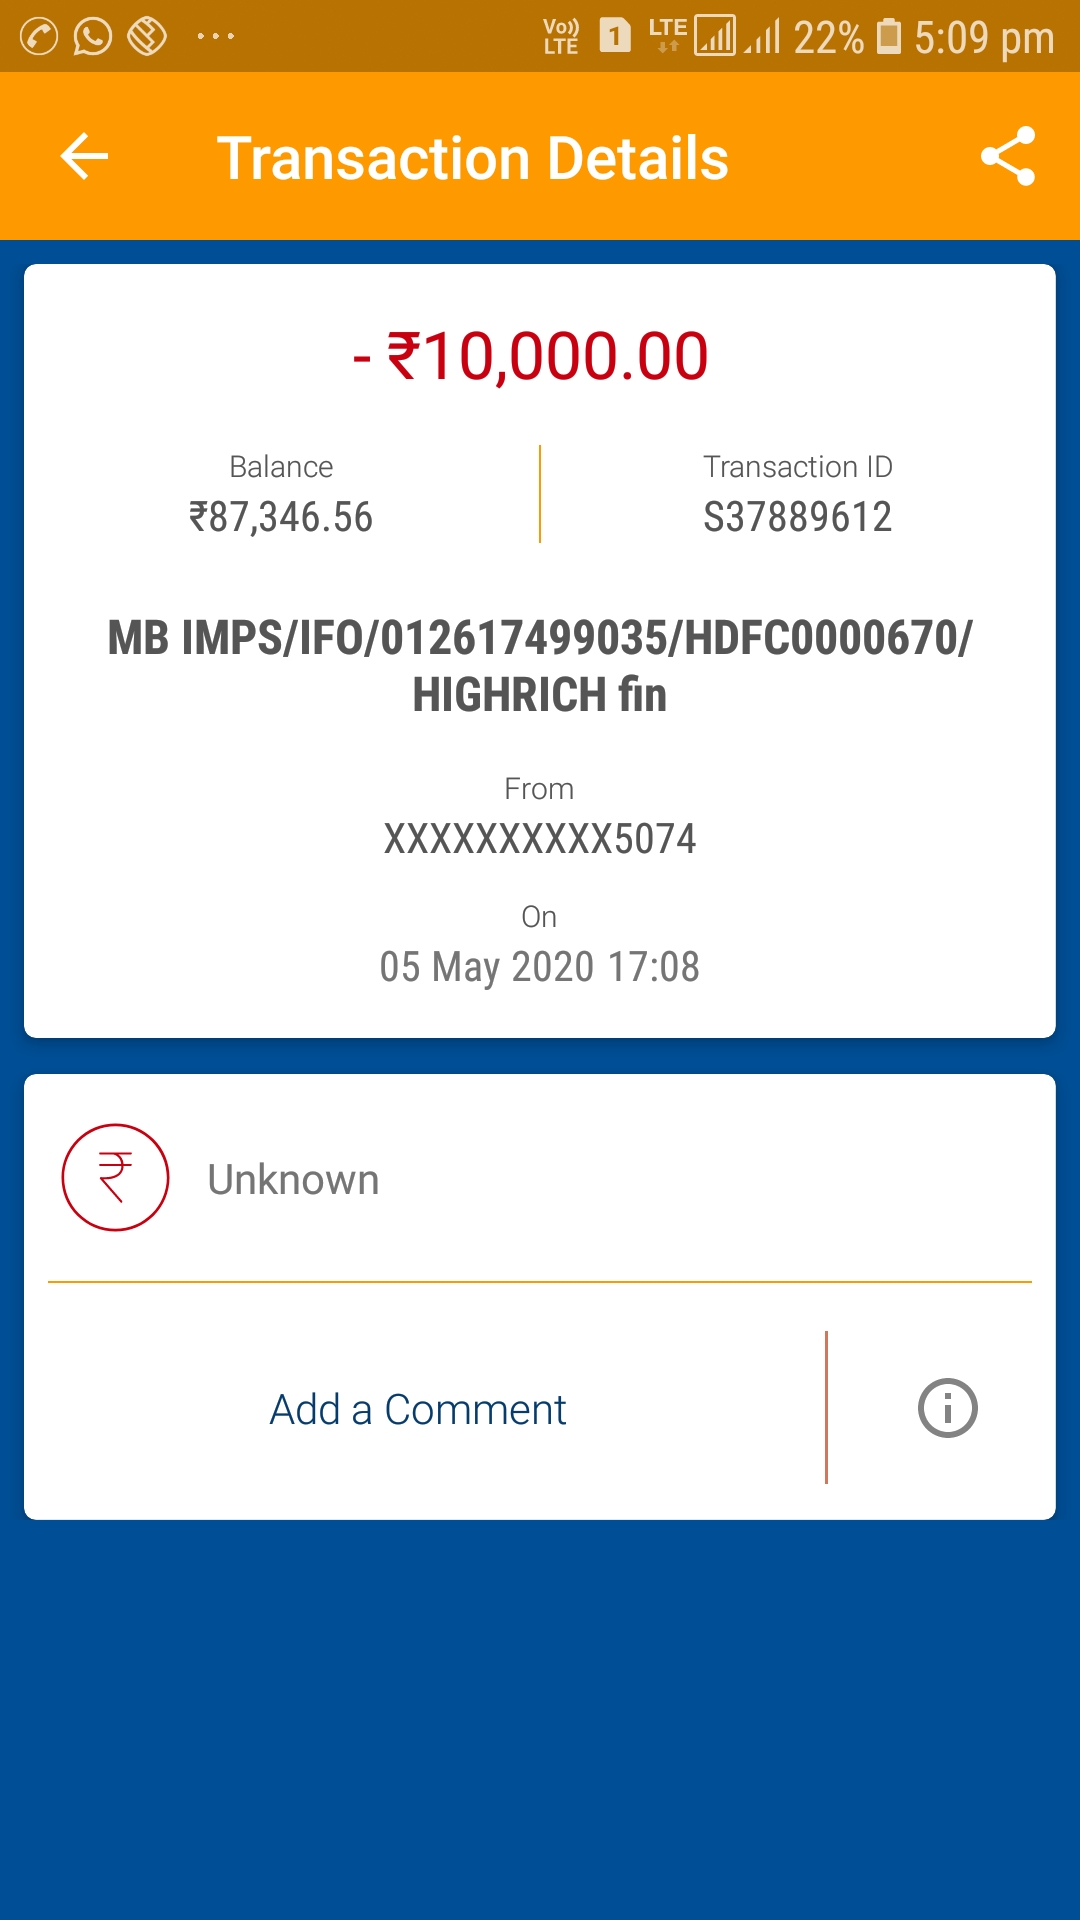 Vo)) LTE 1 LTE 22% 5:09 pm
Transaction Details
- ₹10,000.00
Balance
₹87,346.56
Transaction ID
S37889612
MB IMPS/IFO/012617499035/HDFC0000670/
HIGHRICH fin
From
XXXXXXXXXX5074
On
05 May 2020 17:08
Unknown
Add a Comment